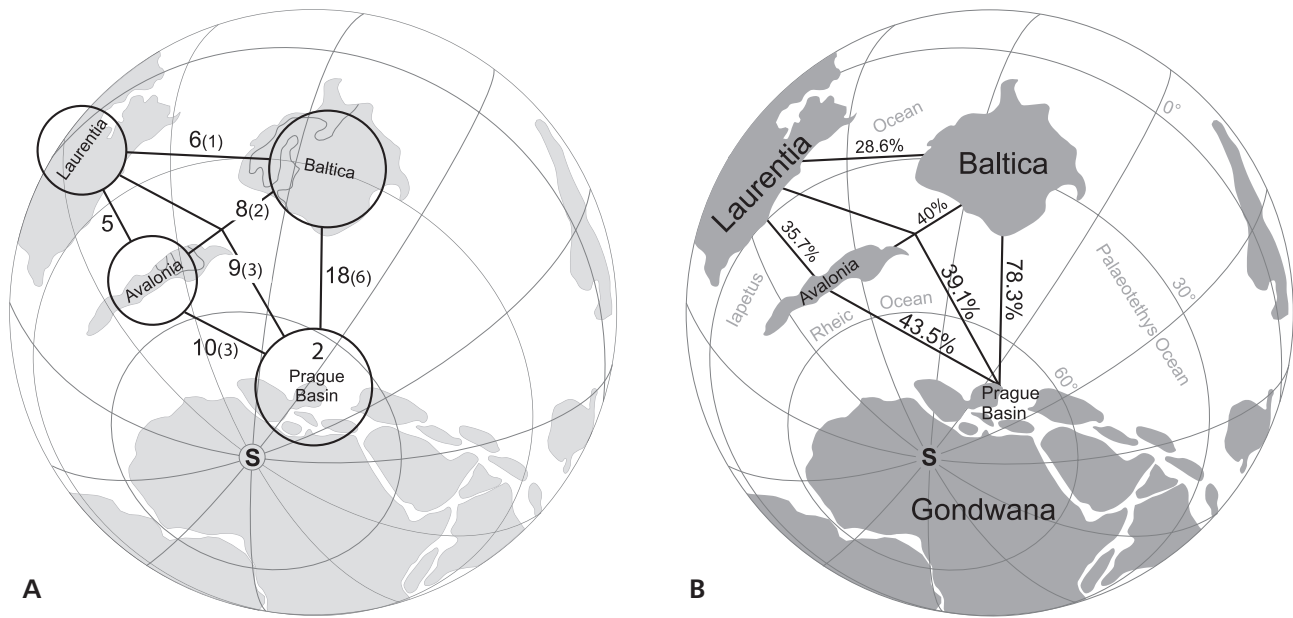 Laurentia
6(1)
Baltica
8(2)
5
Avalonia
9(3)
18(6)
10(3)
2
Prague
Basin
S
A
0°
Ocean
28.6%
Laurentia
Baltica
40%
35.7%
Avalonia
39.1%
78.3%
Palaeotethys Ocean
30°
Iapetus
Ocean
Rheic
43.5%
60°
Prague
Basin
S
Gondwana
B